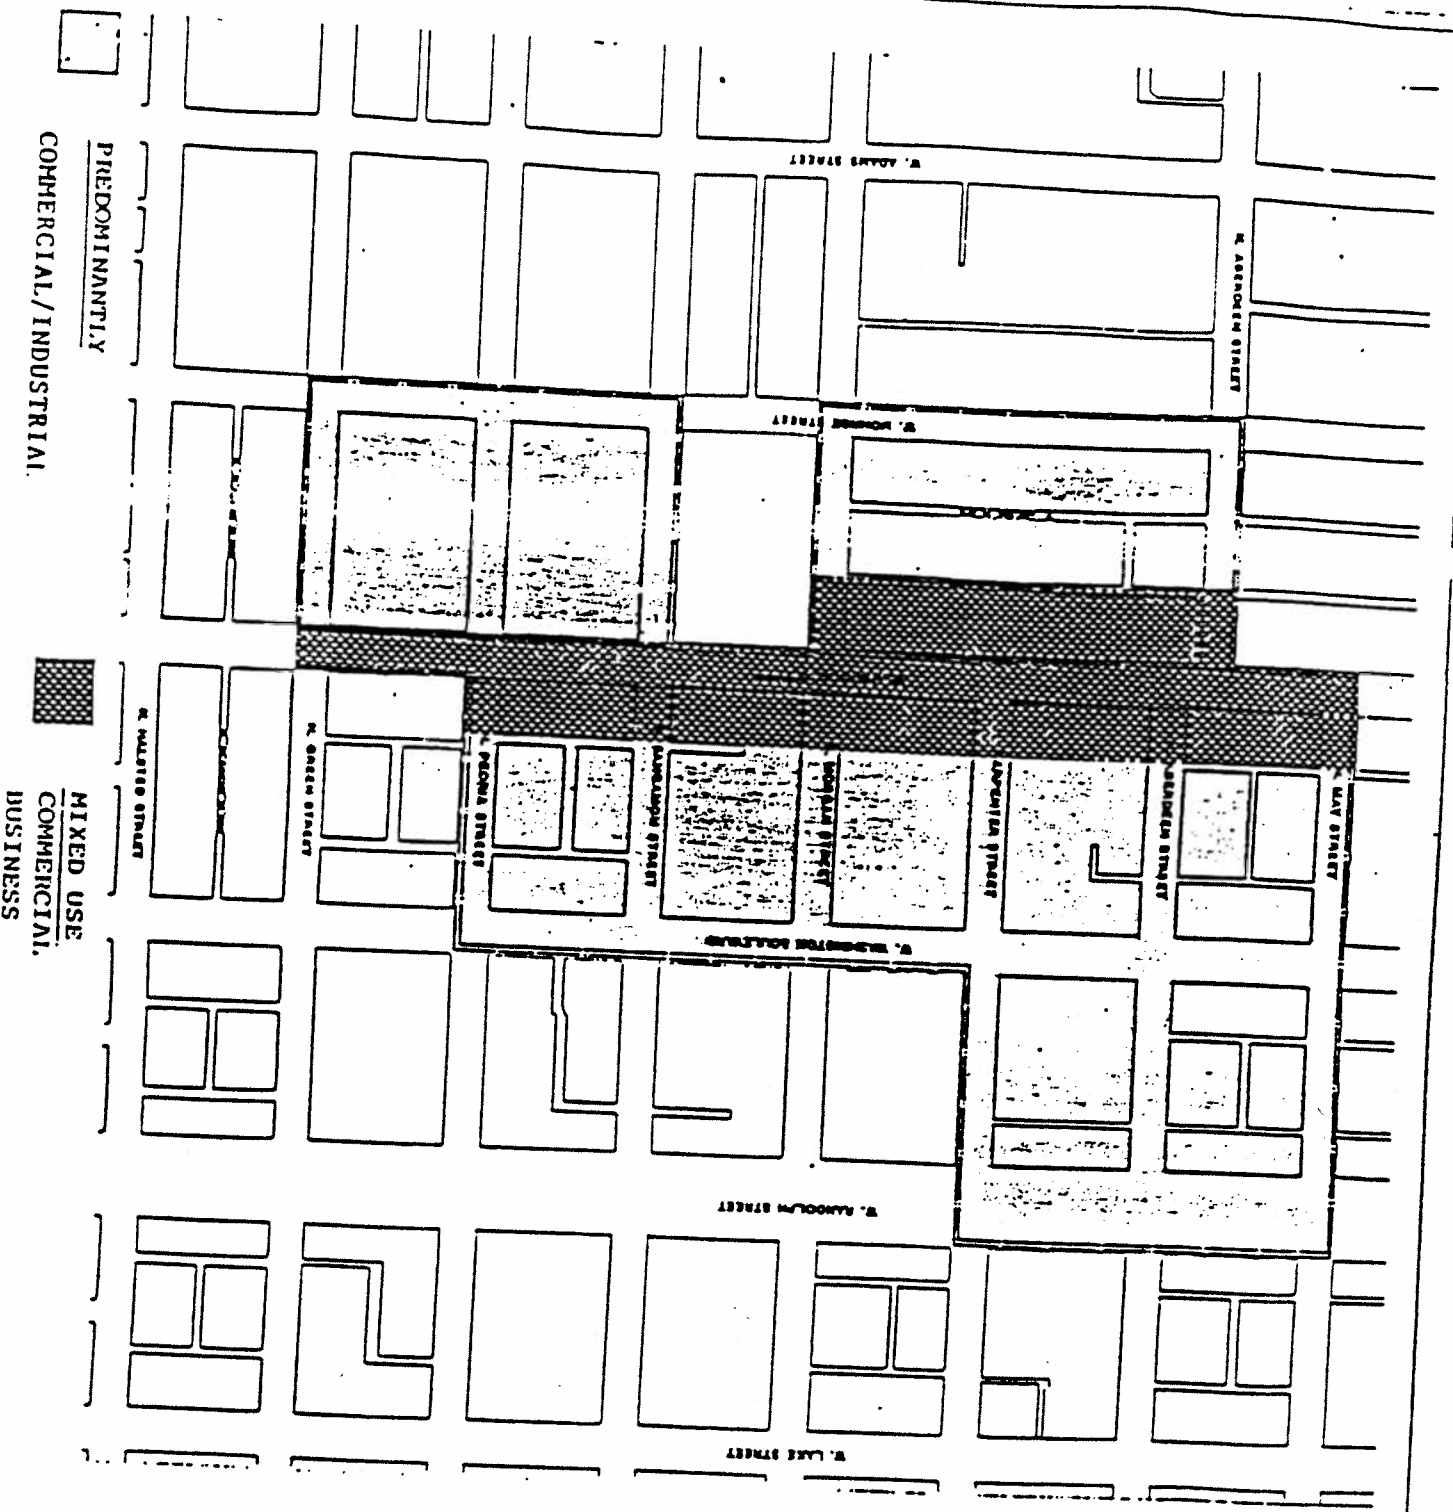 W. ADAMS STREET
N. ABERDEEN STREET
W. MONROE STREET
N. HALSTED STREET
N. GREEN STREET
PEORIA STREET
SANGAMON STREET
MORGAN STREET
CARPENTER STREET
ABERDEEN STREET
MAY STREET
W. WASHINGTON BOULEVARD
W. RANDOLPH STREET
W. LAKE STREET
PREDOMINANTLY
COMMERCIAL/INDUSTRIAL
MIXED USE
COMMERCIAL,
BUSINESS